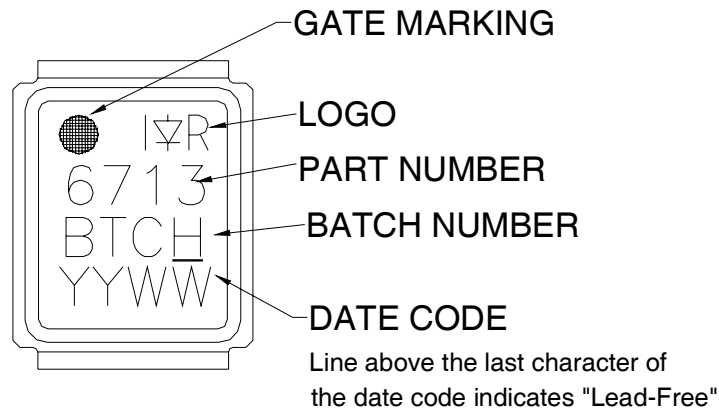 GATE MARKING
I R
LOGO
6713
PART NUMBER
BTCH
BATCH NUMBER
YYWW
DATE CODE
Line above the last character of
the date code indicates "Lead-Free"